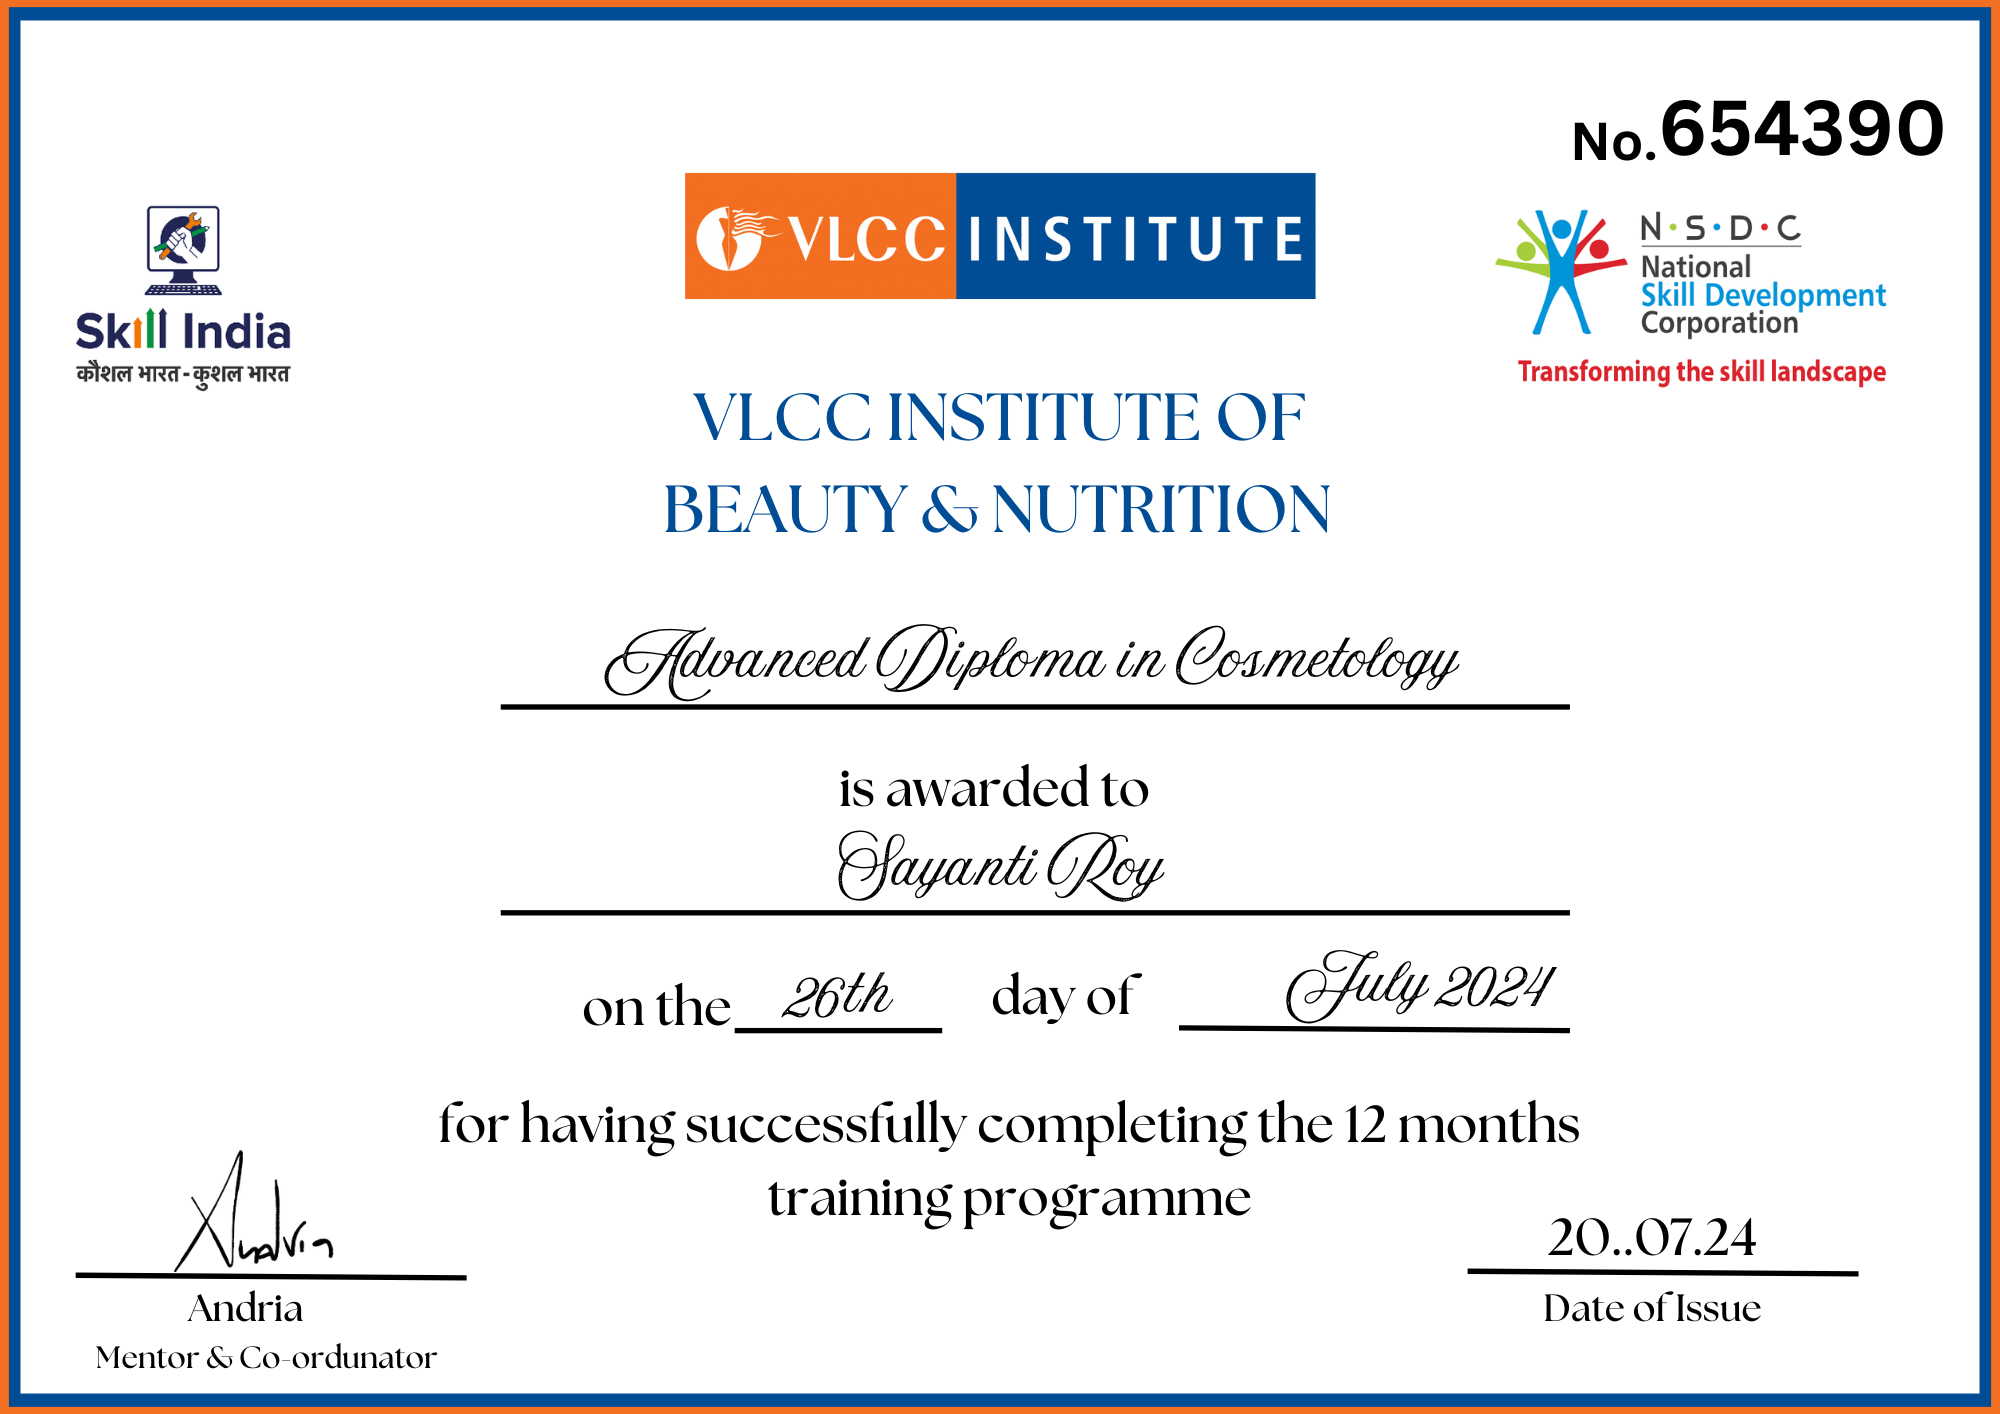 No.654390
VLCC INSTITUTE
Skill India
कौशल भारत - कुशल भारत
N·S·D·C
National
Skill Development
Corporation
Transforming the skill landscape
VLCC INSTITUTE OF
BEAUTY & NUTRITION
Advanced Diploma in Cosmetology
is awarded to
Sayanti Roy
on the 26th day of July 2024
for having successfully completing the 12 months
training programme
Andria
20..07.24
Andria
Date of Issue
Mentor & Co-ordunator